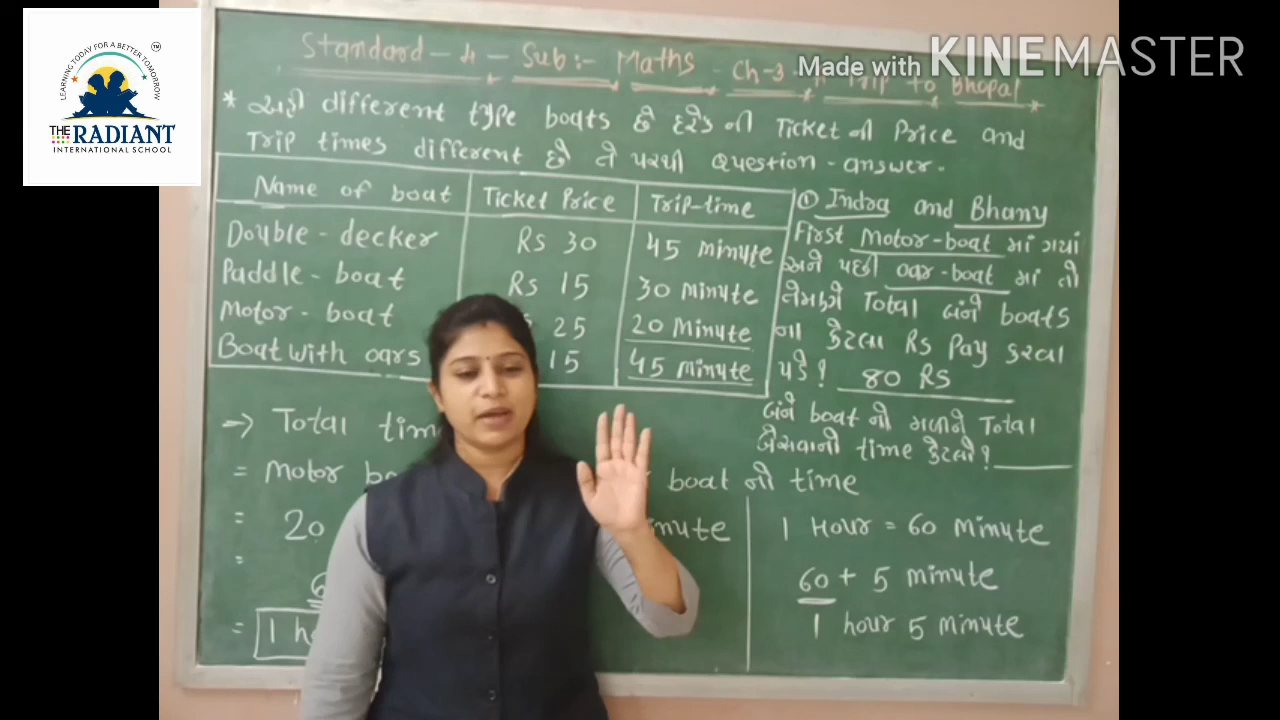 LEARNING TODAY FOR A BETTER TOMORROW
TM
THE RADIANT
INTERNATIONAL SCHOOL
Made with KINEMASTER
Standard - 4 - Sub:- Maths - Ch-3 Trip to Bhopal
* અહીં different type boats છે દરેક ની Ticket ની Price and
Trip times different છે તે પરથી Question - answer.
Name of boat Ticket Price Trip-time
Double - decker Rs 30 45 Minute
Paddle - boat Rs 15 30 Minute
Motor - boat 25 20 Minute
Boat with oars 15 45 Minute
① Indra and Bhanu
First Motor-boat માં ગયાં
અને પછી oar-boat માં તો
તેમણે Total બંને boats
ના કેટલા Rs Pay કરવા
પડે? 80 RS
બંને boat નો મળીને Total
બેસવાનો time કેટલો?
→ Total
= Motor boat નો time
= 20
=
= 1
1 Hour = 60 Minute
60 + 5 minute
1 hour 5 minute